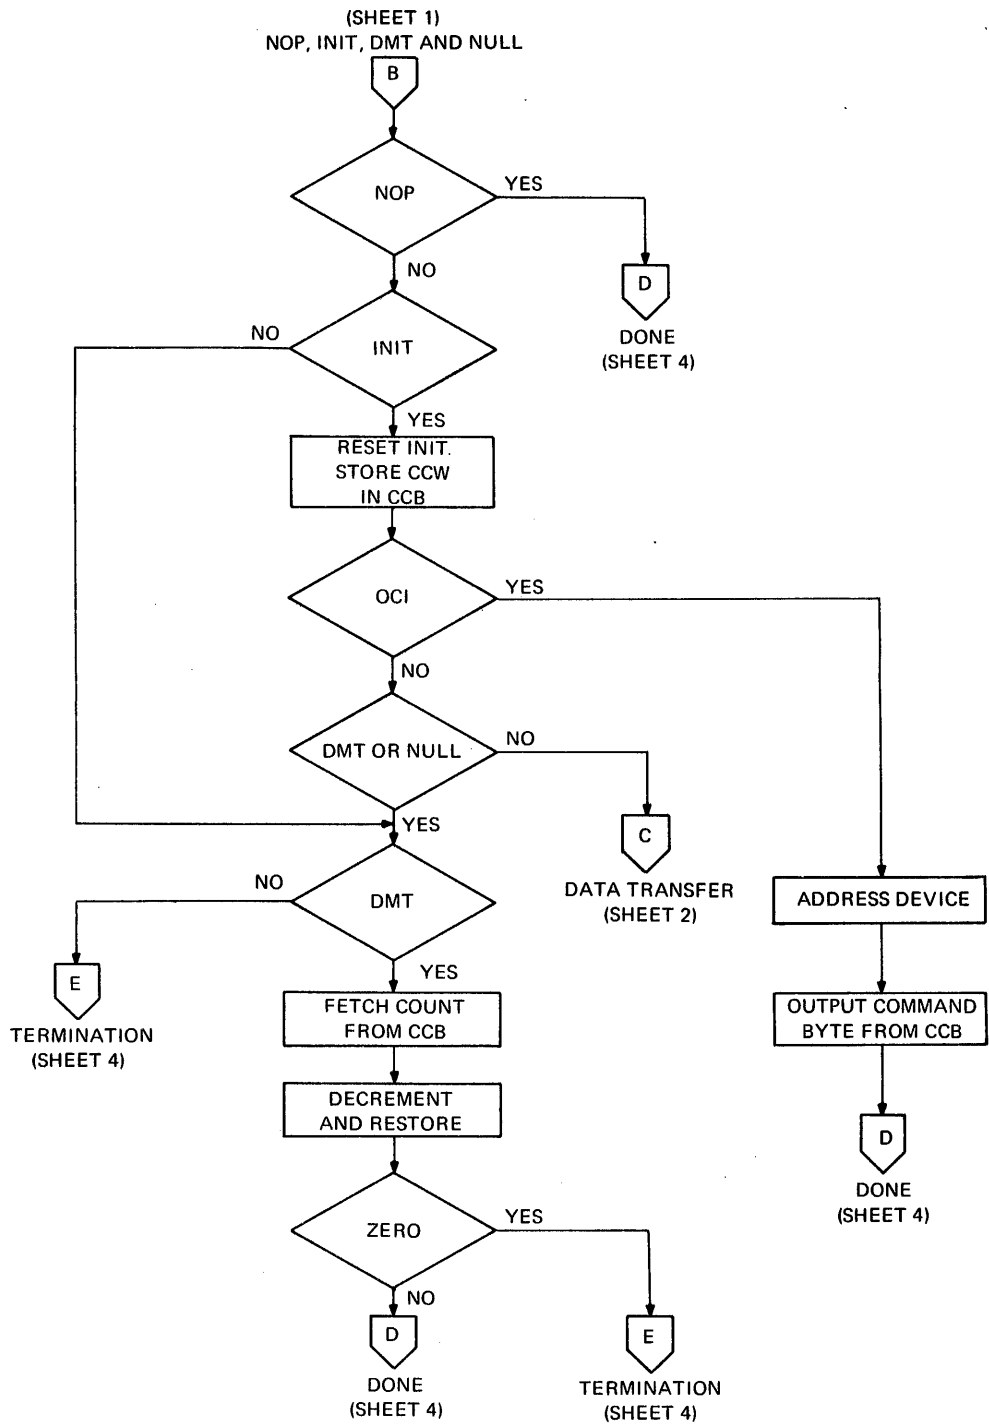 (SHEET 1)
NOP, INIT, DMT AND NULL
B
NOP
YES
NO
D
DONE
(SHEET 4)
INIT
NO
YES
RESET INIT.
STORE CCW
IN CCB
OCI
YES
NO
DMT OR NULL
NO
YES
C
DATA TRANSFER
(SHEET 2)
DMT
NO
YES
E
TERMINATION
(SHEET 4)
ADDRESS DEVICE
FETCH COUNT
FROM CCB
OUTPUT COMMAND
BYTE FROM CCB
DECREMENT
AND RESTORE
D
DONE
(SHEET 4)
ZERO
YES
NO
D
DONE
(SHEET 4)
E
TERMINATION
(SHEET 4)